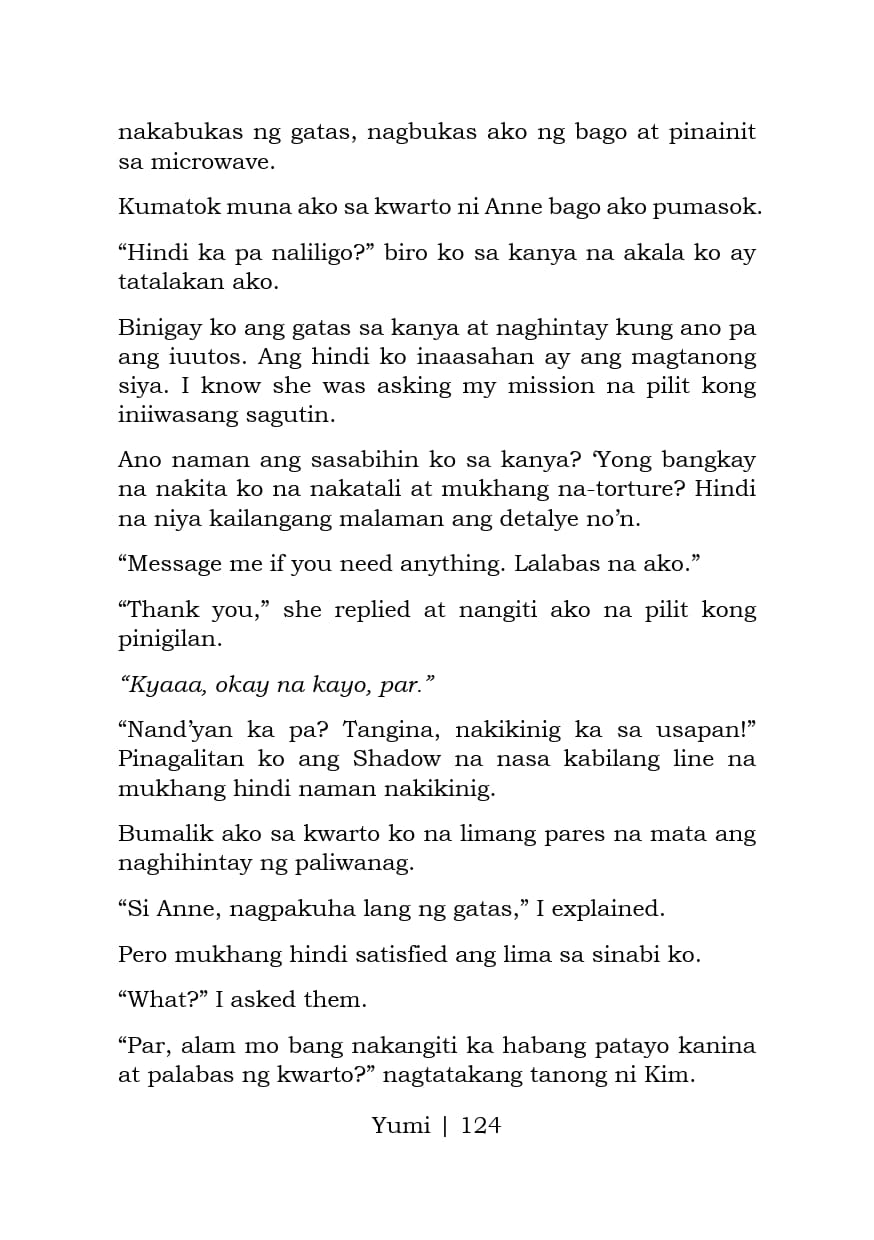 nakabukas ng gatas, nagbukas ako ng bago at pinainit
sa microwave.
Kumatok muna ako sa kwarto ni Anne bago ako pumasok.
“Hindi ka pa naliligo?” biro ko sa kanya na akala ko ay
tatalakan ako.
Binigay ko ang gatas sa kanya at naghintay kung ano pa
ang iuutos. Ang hindi ko inaasahan ay ang magtanong
siya. I know she was asking my mission na pilit kong
iniiwasang sagutin.
Ano naman ang sasabihin ko sa kanya? ‘Yong bangkay
na nakita ko na nakatali at mukhang na-torture? Hindi
na niya kailangang malaman ang detalye no’n.
“Message me if you need anything. Lalabas na ako.”
“Thank you,” she replied at nangiti ako na pilit kong
pinigilan.
“Kyaaa, okay na kayo, par.”
“Nand’yan ka pa? Tangina, nakikinig ka sa usapan!”
Pinagalitan ko ang Shadow na nasa kabilang line na
mukhang hindi naman nakikinig.
Bumalik ako sa kwarto ko na limang pares na mata ang
naghihintay ng paliwanag.
“Si Anne, nagpakuha lang ng gatas,” I explained.
Pero mukhang hindi satisfied ang lima sa sinabi ko.
“What?” I asked them.
“Par, alam mo bang nakangiti ka habang patayo kanina
at palabas ng kwarto?” nagtatakang tanong ni Kim.
Yumi | 124